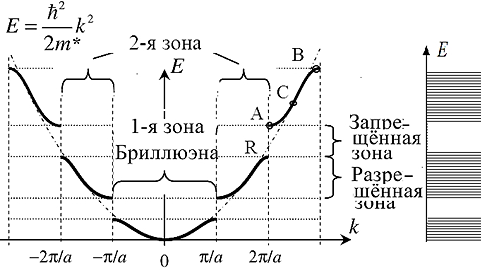 E = ħ²/2m* k²
2-я зона
E
B
E
C
A
1-я зона
Бриллюэна
R
Запре-
щённая
зона
Разре-
шённая
зона
k
−2π/a
−π/a
0
π/a
2π/a